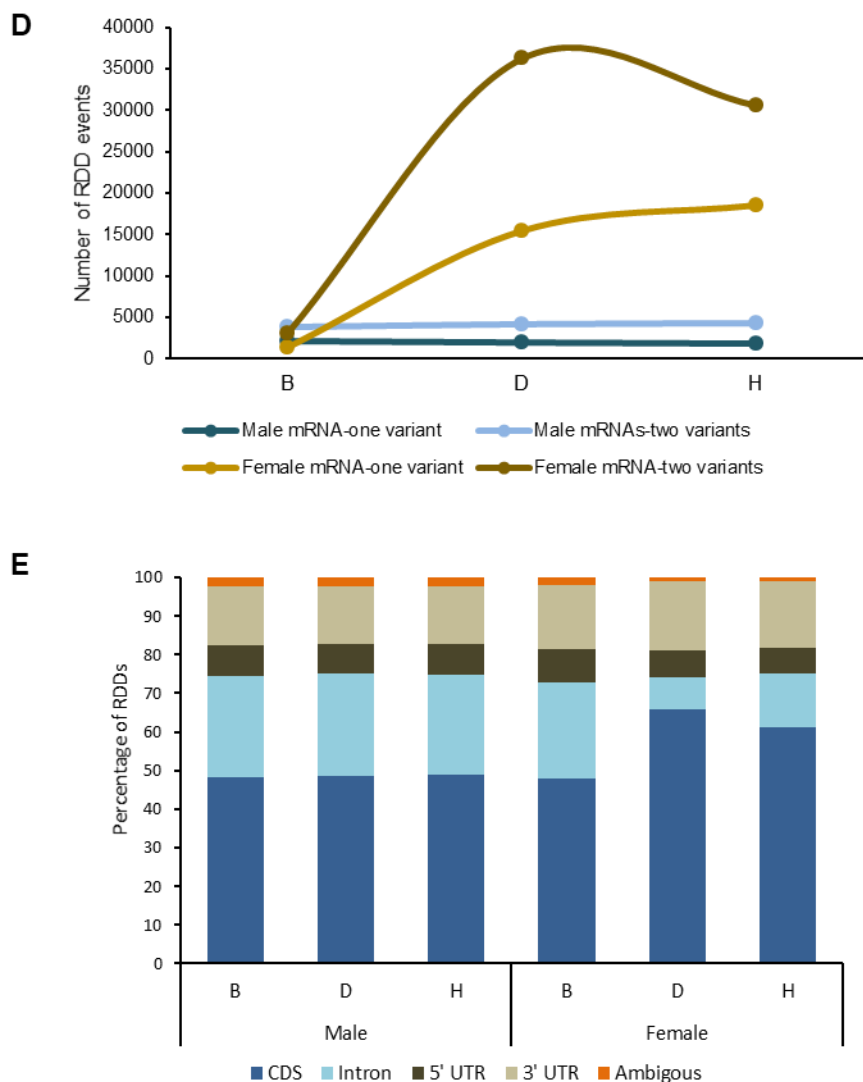 D
Number of RDD events
40000
35000
30000
25000
20000
15000
10000
5000
0
B D H
Male mRNA-one variant Male mRNAs-two variants
Female mRNA-one variant Female mRNA-two variants
E
Percentage of RDDs
100
90
80
70
60
50
40
30
20
10
0
B D H B D H
Male Female
CDS Intron 5' UTR 3' UTR Ambigous